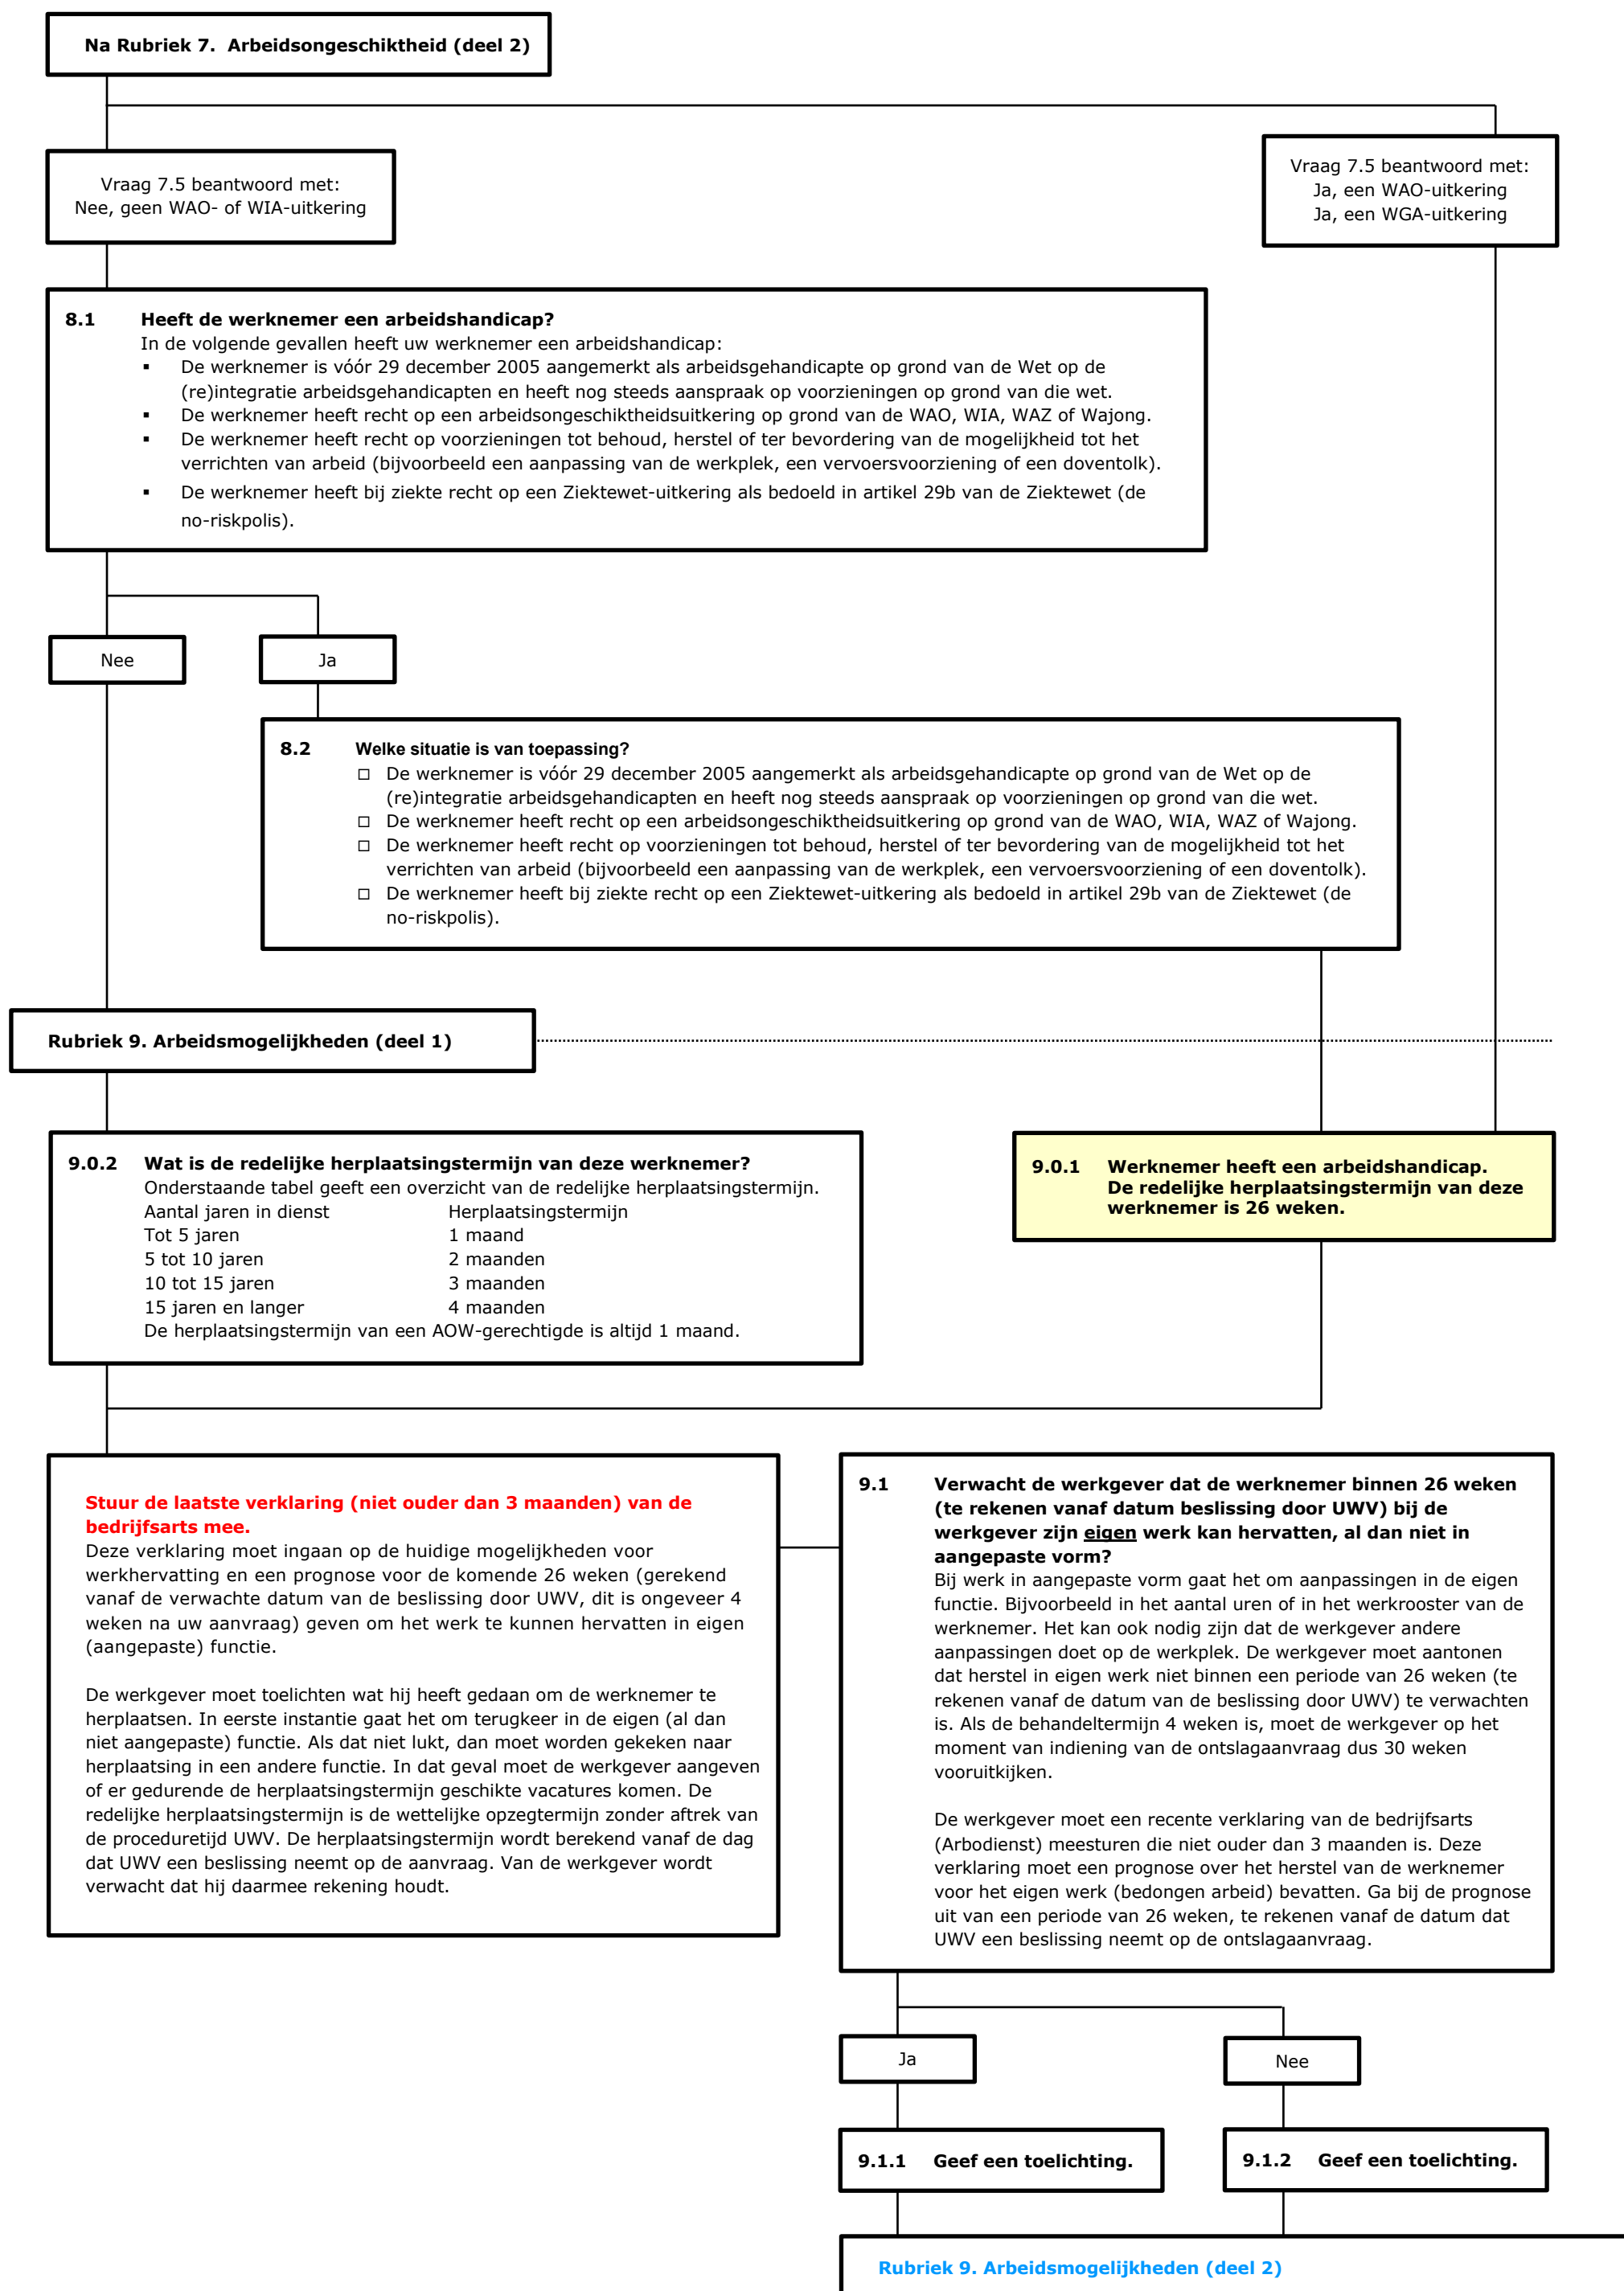 Na Rubriek 7. Arbeidsongeschiktheid (deel 2)
Vraag 7.5 beantwoord met:
Nee, geen WAO- of WIA-uitkering
Vraag 7.5 beantwoord met:
Ja, een WAO-uitkering
Ja, een WGA-uitkering
8.1 Heeft de werknemer een arbeidshandicap?
In de volgende gevallen heeft uw werknemer een arbeidshandicap:
▪ De werknemer is vóór 29 december 2005 aangemerkt als arbeidsgehandicapte op grond van de Wet op de
(re)integratie arbeidsgehandicapten en heeft nog steeds aanspraak op voorzieningen op grond van die wet.
▪ De werknemer heeft recht op een arbeidsongeschiktheidsuitkering op grond van de WAO, WIA, WAZ of Wajong.
▪ De werknemer heeft recht op voorzieningen tot behoud, herstel of ter bevordering van de mogelijkheid tot het
verrichten van arbeid (bijvoorbeeld een aanpassing van de werkplek, een vervoersvoorziening of een doventolk).
▪ De werknemer heeft bij ziekte recht op een Ziektewet-uitkering als bedoeld in artikel 29b van de Ziektewet (de
no-riskpolis).
Nee
Ja
8.2 Welke situatie is van toepassing?
□ De werknemer is vóór 29 december 2005 aangemerkt als arbeidsgehandicapte op grond van de Wet op de
(re)integratie arbeidsgehandicapten en heeft nog steeds aanspraak op voorzieningen op grond van die wet.
□ De werknemer heeft recht op een arbeidsongeschiktheidsuitkering op grond van de WAO, WIA, WAZ of Wajong.
□ De werknemer heeft recht op voorzieningen tot behoud, herstel of ter bevordering van de mogelijkheid tot het
verrichten van arbeid (bijvoorbeeld een aanpassing van de werkplek, een vervoersvoorziening of een doventolk).
□ De werknemer heeft bij ziekte recht op een Ziektewet-uitkering als bedoeld in artikel 29b van de Ziektewet (de
no-riskpolis).
Rubriek 9. Arbeidsmogelijkheden (deel 1)
9.0.2 Wat is de redelijke herplaatsingstermijn van deze werknemer?
Onderstaande tabel geeft een overzicht van de redelijke herplaatsingstermijn.
Aantal jaren in dienst Herplaatsingstermijn
Tot 5 jaren 1 maand
5 tot 10 jaren 2 maanden
10 tot 15 jaren 3 maanden
15 jaren en langer 4 maanden
De herplaatsingstermijn van een AOW-gerechtigde is altijd 1 maand.
9.0.1 Werknemer heeft een arbeidshandicap.
De redelijke herplaatsingstermijn van deze
werknemer is 26 weken.
Stuur de laatste verklaring (niet ouder dan 3 maanden) van de
bedrijfsarts mee.
Deze verklaring moet ingaan op de huidige mogelijkheden voor
werkhervatting en een prognose voor de komende 26 weken (gerekend
vanaf de verwachte datum van de beslissing door UWV, dit is ongeveer 4
weken na uw aanvraag) geven om het werk te kunnen hervatten in eigen
(aangepaste) functie.
De werkgever moet toelichten wat hij heeft gedaan om de werknemer te
herplaatsen. In eerste instantie gaat het om terugkeer in de eigen (al dan
niet aangepaste) functie. Als dat niet lukt, dan moet worden gekeken naar
herplaatsing in een andere functie. In dat geval moet de werkgever aangeven
of er gedurende de herplaatsingstermijn geschikte vacatures komen. De
redelijke herplaatsingstermijn is de wettelijke opzegtermijn zonder aftrek van
de proceduretijd UWV. De herplaatsingstermijn wordt berekend vanaf de dag
dat UWV een beslissing neemt op de aanvraag. Van de werkgever wordt
verwacht dat hij daarmee rekening houdt.
9.1 Verwacht de werkgever dat de werknemer binnen 26 weken
(te rekenen vanaf datum beslissing door UWV) bij de
werkgever zijn eigen werk kan hervatten, al dan niet in
aangepaste vorm?
Bij werk in aangepaste vorm gaat het om aanpassingen in de eigen
functie. Bijvoorbeeld in het aantal uren of in het werkrooster van de
werknemer. Het kan ook nodig zijn dat de werkgever andere
aanpassingen doet op de werkplek. De werkgever moet aantonen
dat herstel in eigen werk niet binnen een periode van 26 weken (te
rekenen vanaf de datum van de beslissing door UWV) te verwachten
is. Als de behandeltermijn 4 weken is, moet de werkgever op het
moment van indiening van de ontslagaanvraag dus 30 weken
vooruitkijken.
De werkgever moet een recente verklaring van de bedrijfsarts
(Arbodienst) meesturen die niet ouder dan 3 maanden is. Deze
verklaring moet een prognose over het herstel van de werknemer
voor het eigen werk (bedongen arbeid) bevatten. Ga bij de prognose
uit van een periode van 26 weken, te rekenen vanaf de datum dat
UWV een beslissing neemt op de ontslagaanvraag.
Ja
Nee
9.1.1 Geef een toelichting.
9.1.2 Geef een toelichting.
Rubriek 9. Arbeidsmogelijkheden (deel 2)